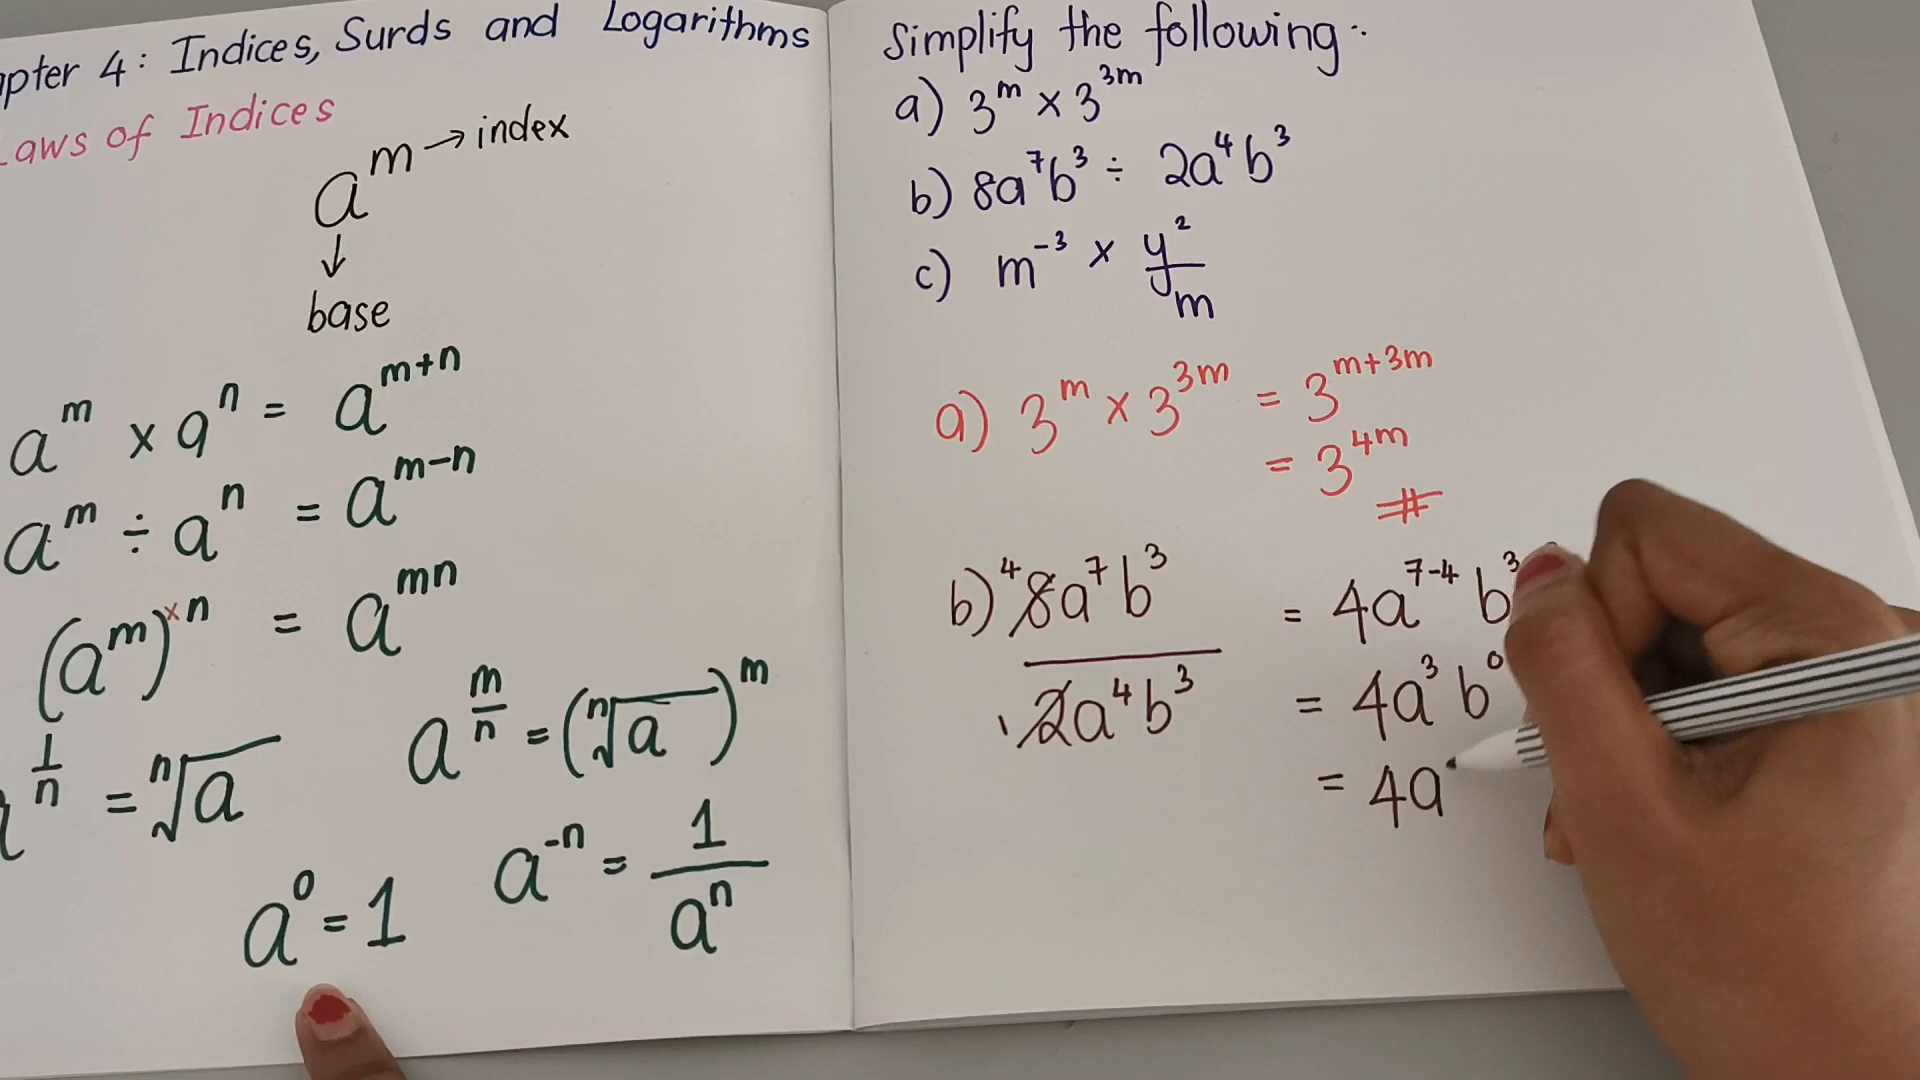 pter 4: Indices, Surds and Logarithms
Laws of Indices
a^m → index
↓
base
a^m × a^n = a^(m+n)
a^m ÷ a^n = a^(m-n)
(a^m)^(×n) = a^(mn)
^(1/n) = ⁿ√a
a^(m/n) = (ⁿ√a)^m
a^0 = 1
a^(-n) = 1/a^n
Simplify the following:
a) 3^m × 3^(3m)
b) 8a^7b^3 ÷ 2a^4b^3
c) m^(-3) × y^2/m
a) 3^m × 3^(3m) = 3^(m+3m)
= 3^(4m)
b) ^4 8a^7b^3 / 1 2a^4b^3 = 4a^(7-4) b^3
= 4a^3 b^0
= 4a